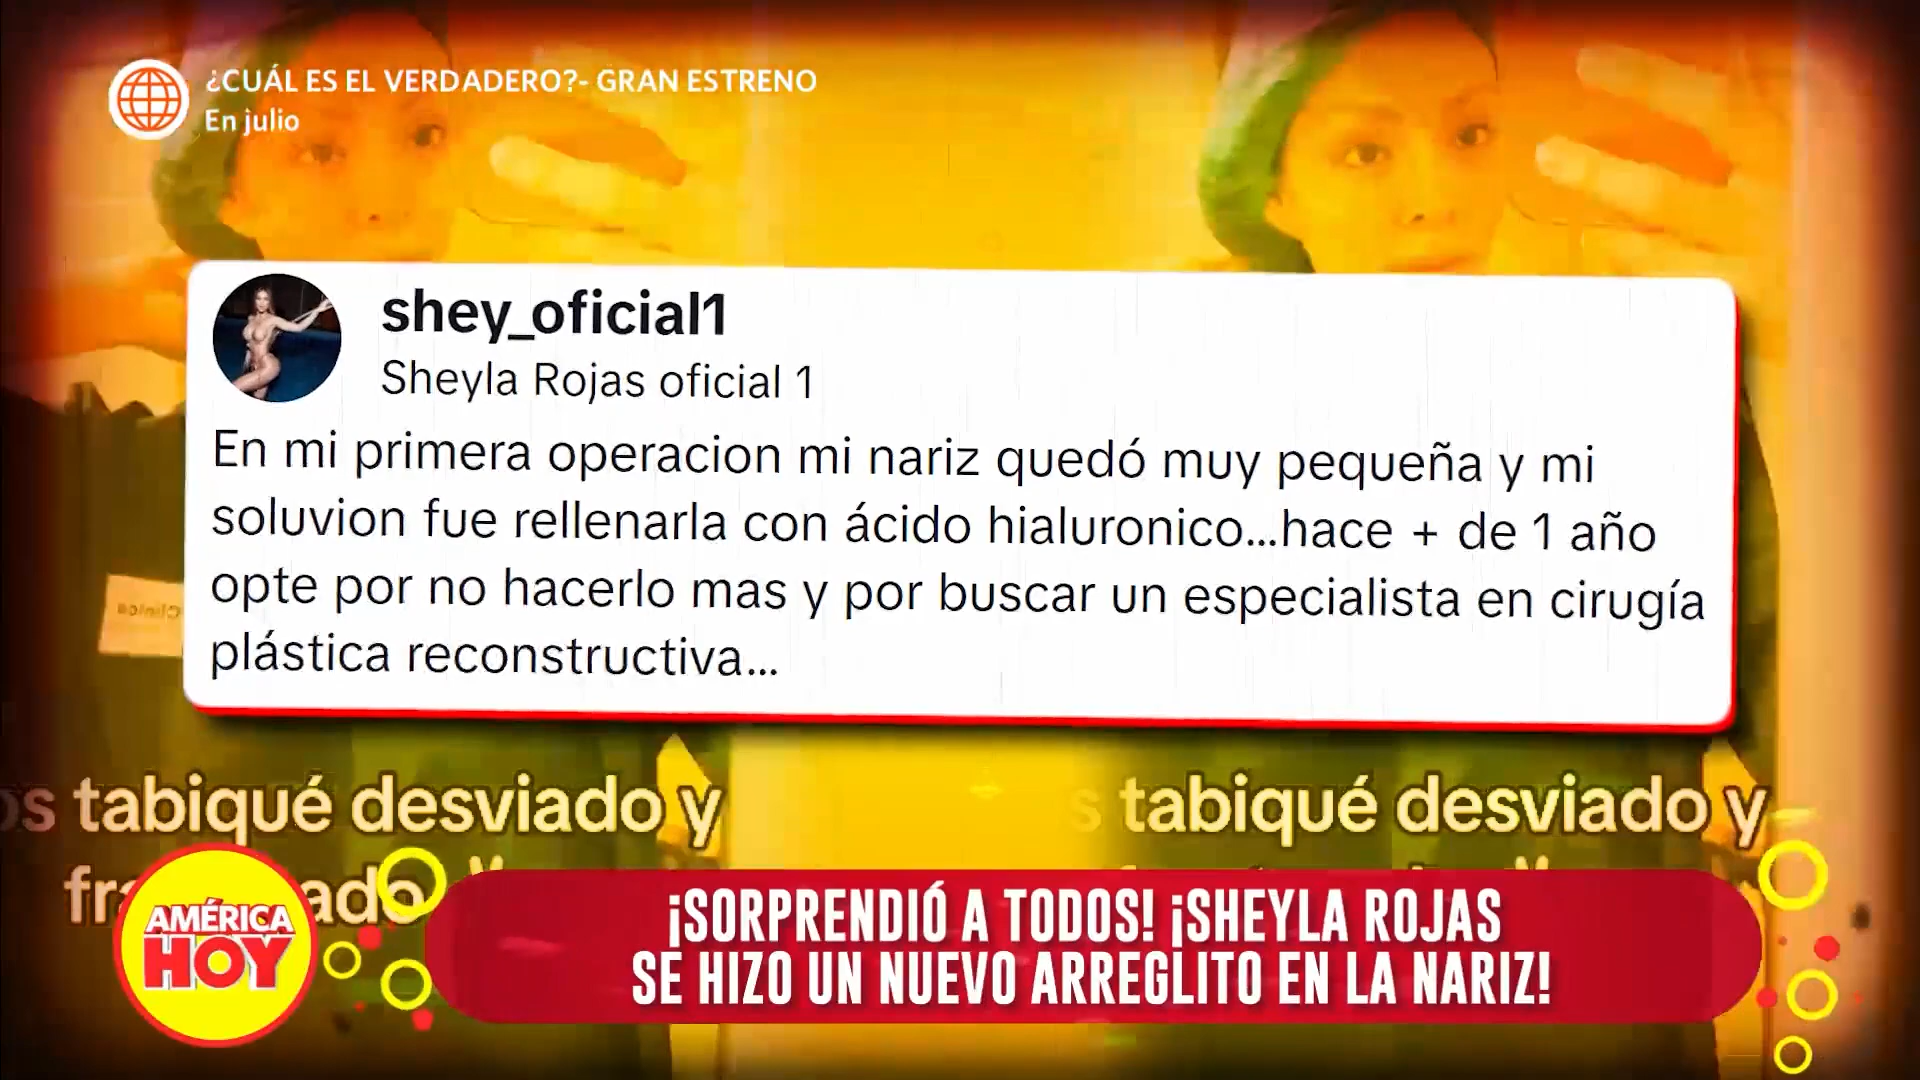 ¿CUÁL ES EL VERDADERO?- GRAN ESTRENO
En julio
shey_oficial1
Sheyla Rojas oficial 1
En mi primera operacion mi nariz quedó muy pequeña y mi
soluvion fue rellenarla con ácido hialuronico...hace + de 1 año
opte por no hacerlo mas y por buscar un especialista en cirugía
plástica reconstructiva...
tabiqué desviado y
tabiqué desviado y
AMÉRICA
HOY
¡SORPRENDIÓ A TODOS! ¡SHEYLA ROJAS
SE HIZO UN NUEVO ARREGLITO EN LA NARIZ!